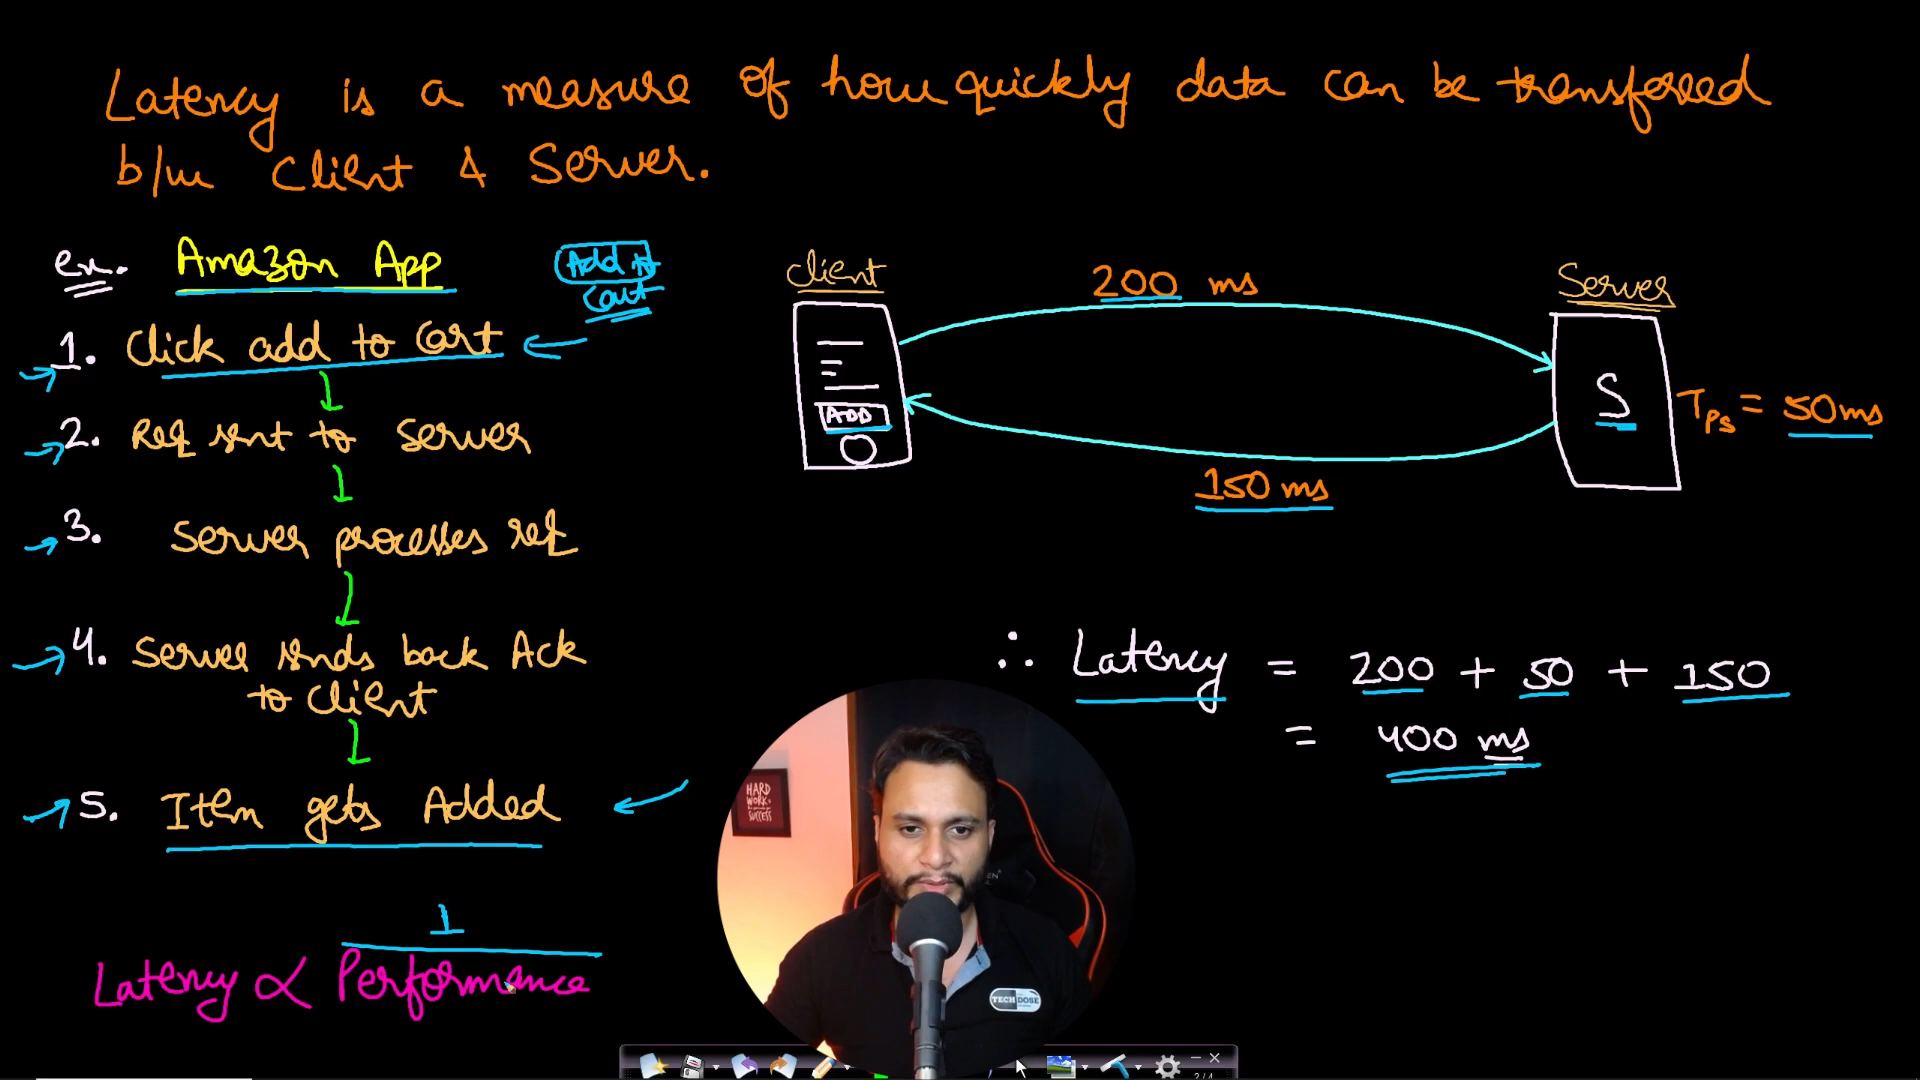 Latency is a measure of how quickly data can be transferred
b/w Client & Server.
ex. Amazon App
Add to
Cart
1. Click add to Cart
2. Req sent to Server
3. Server processes req
4. Server sends back Ack
to Client
5. Item gets Added
1
Latency ∝ Performance
Client
200 ms
Server
ADD
S
Tps = 50ms
150 ms
∴ Latency = 200 + 50 + 150
= 400 ms
HARD
WORK
SUCCESS
TECH DOSE
2/4